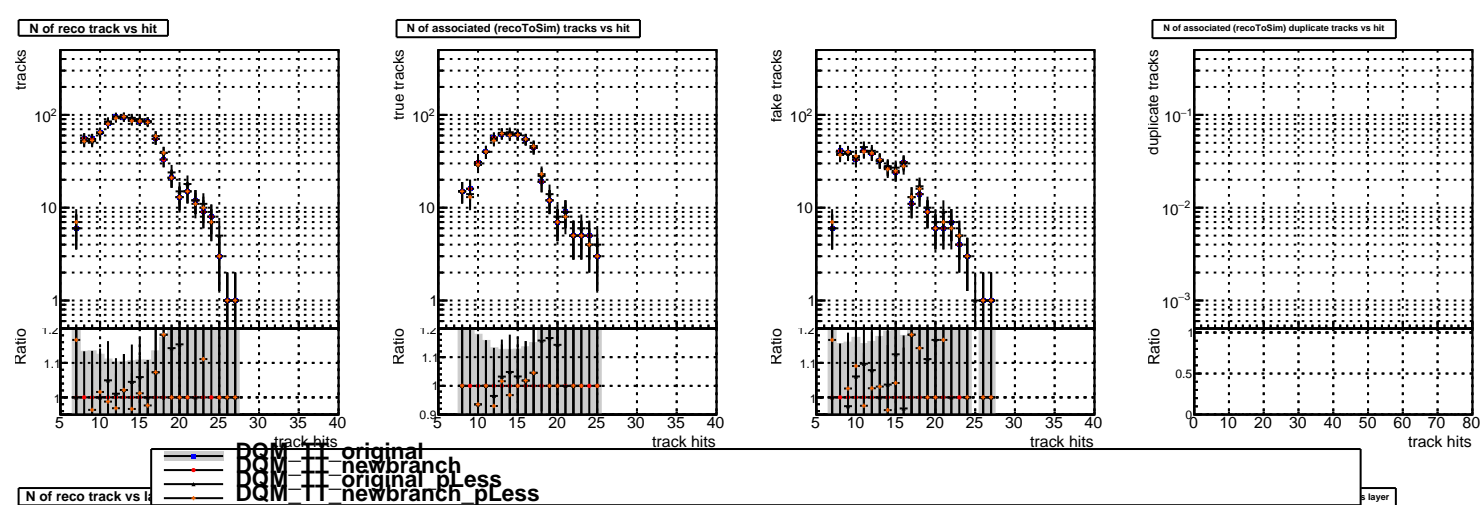 N of reco track vs hit
N of associated (recoToSim) tracks vs hit
N of associated (recoToSim) duplicate tracks vs hit
tracks
10²
10
1
Ratio
1.2
1.1
1
5 10 15 20 25 30 35 40
track hits
true tracks
10²
10
1
Ratio
1.2
1.1
1
0.9
5 10 15 20 25 30 35 40
track hits
fake tracks
10²
10
1
Ratio
1.2
1.1
1
5 10 15 20 25 30 35 40
track hits
duplicate tracks
10⁻¹
10⁻²
10⁻³
Ratio
1
0.5
0
0 10 20 30 40 50 60 70 80
track hits
DQM_TT_original
DQM_TT_newbranch
DQM_TT_original_pLess
DQM_TT_newbranch_pLess
N of reco track vs la
s layer